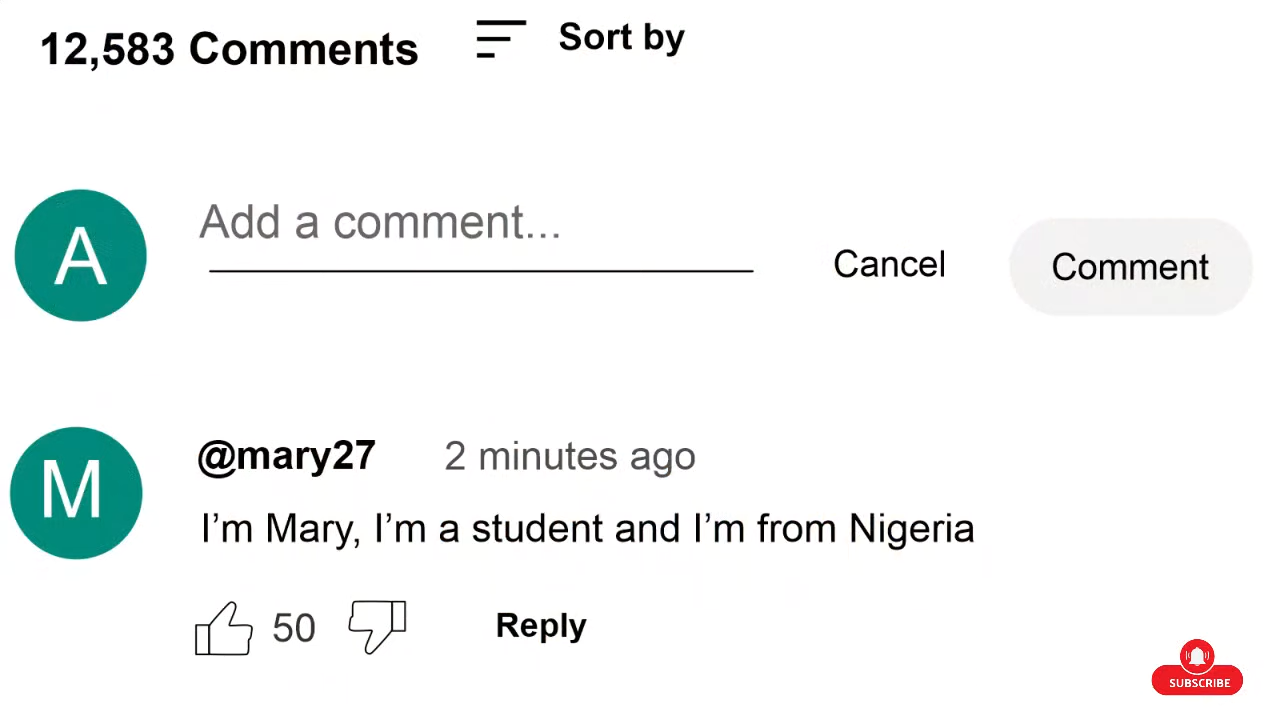 12,583 Comments Sort by
A Add a comment...
Cancel Comment
M @mary27 2 minutes ago
I'm Mary, I'm a student and I'm from Nigeria
50 Reply
SUBSCRIBE